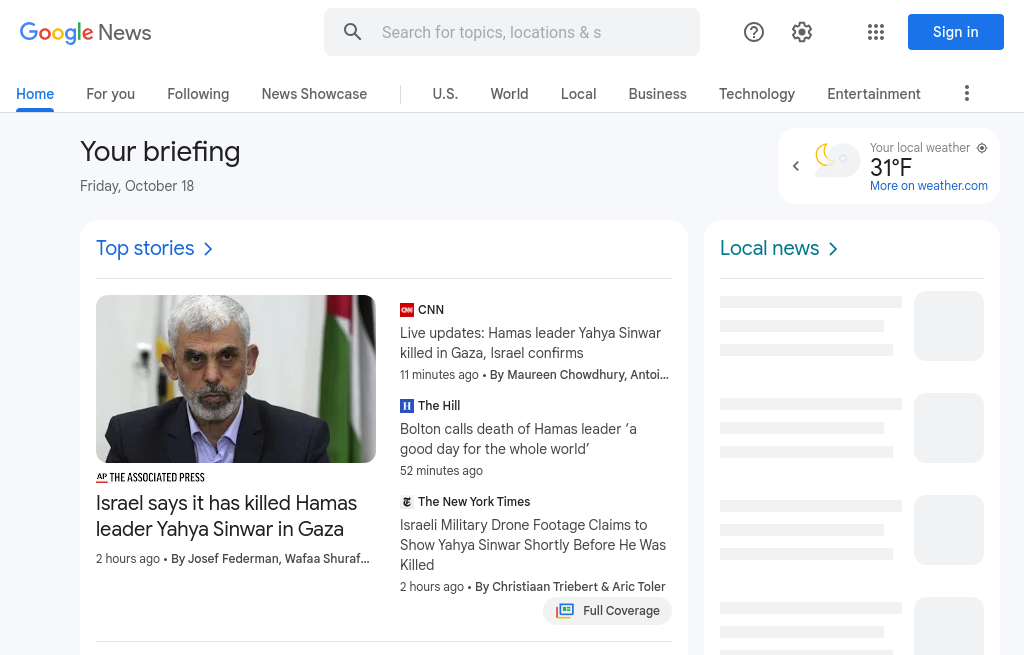 Google News
Search for topics, locations & s
Sign in
Home
For you
Following
News Showcase
U.S.
World
Local
Business
Technology
Entertainment
Your briefing
Friday, October 18
Your local weather
31°F
More on weather.com
Top stories
AP THE ASSOCIATED PRESS
Israel says it has killed Hamas
leader Yahya Sinwar in Gaza
2 hours ago • By Josef Federman, Wafaa Shuraf…
CNN
Live updates: Hamas leader Yahya Sinwar
killed in Gaza, Israel confirms
11 minutes ago • By Maureen Chowdhury, Antoi…
H The Hill
Bolton calls death of Hamas leader ‘a
good day for the whole world’
52 minutes ago
The New York Times
Israeli Military Drone Footage Claims to
Show Yahya Sinwar Shortly Before He Was
Killed
2 hours ago • By Christiaan Triebert & Aric Toler
Full Coverage
Local news